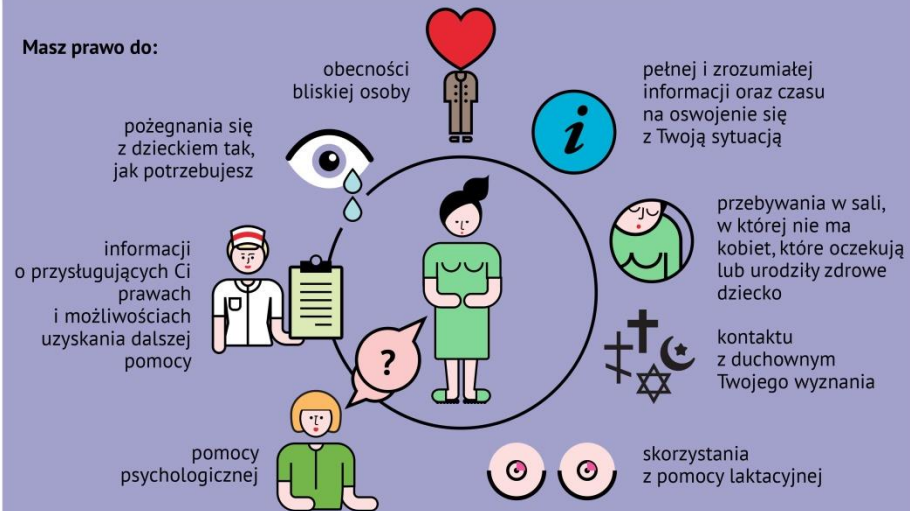 Masz prawo do:
obecności
bliskiej osoby
pełnej i zrozumiałej
informacji oraz czasu
na oswojenie się
z Twoją sytuacją
przebywania w sali,
w której nie ma
kobiet, które oczekują
lub urodziły zdrowe
dziecko
kontaktu
z duchownym
Twojego wyznania
skorzystania
z pomocy laktacyjnej
pomocy
psychologicznej
informacji
o przysługujących Ci
prawach
i możliwościach
uzyskania dalszej
pomocy
pożegnania się
z dzieckiem tak,
jak potrzebujesz
i
?